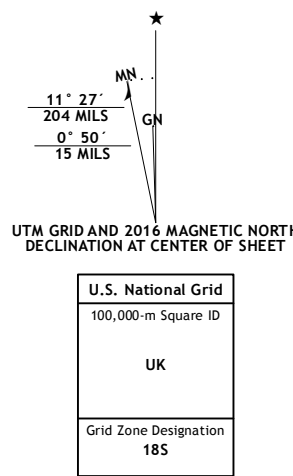 ★
MN
11° 27´
204 MILS
GN
0° 50´
15 MILS
UTM GRID AND 2016 MAGNETIC NORTH
DECLINATION AT CENTER OF SHEET
U.S. National Grid
100,000-m Square ID
UK
Grid Zone Designation
18S